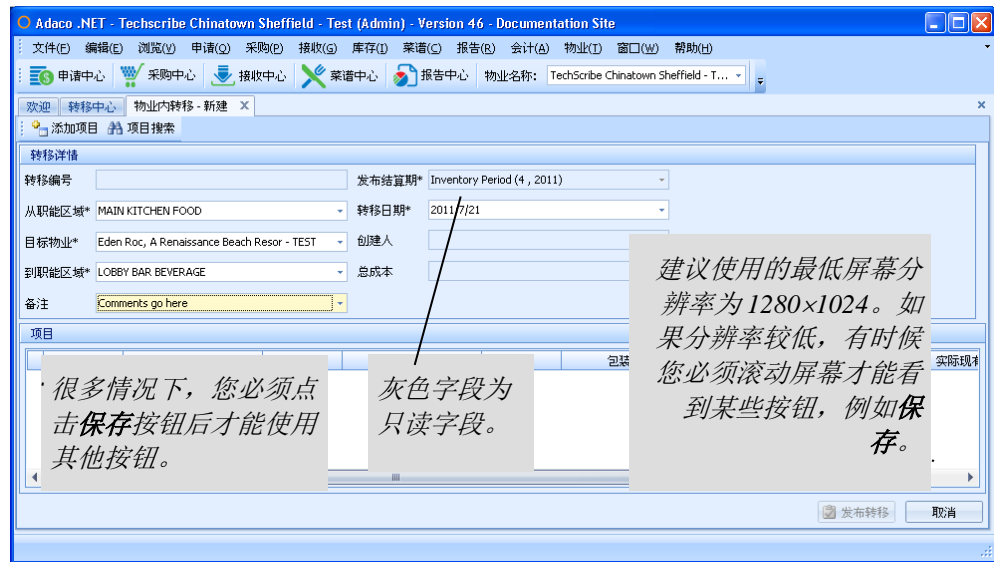 Adaco .NET - Techscribe Chinatown Sheffield - Test (Admin) - Version 46 - Documentation Site
文件(F) 编辑(E) 浏览(V) 申请(Q) 采购(P) 接收(G) 库存(I) 菜谱(C) 报告(R) 会计(A) 物业(T) 窗口(W) 帮助(H)
申请中心 采购中心 接收中心 菜谱中心 报告中心 物业名称: TechScribe Chinatown Sheffield - T...
欢迎 转移中心 物业内转移 - 新建 X
添加项目 项目搜索
转移详情
转移编号 发布结算期* Inventory Period (4 , 2011)
从职能区域* MAIN KITCHEN FOOD 转移日期* 2011/7/21
目标物业* Eden Roc, A Renaissance Beach Resor - TEST 创建人
到职能区域* LOBBY BAR BEVERAGE 总成本
备注 Comments go here
项目
包装 实际现有
很多情况下，您必须点
击保存按钮后才能使用
其他按钮。
灰色字段为
只读字段。
建议使用的最低屏幕分
辨率为1280×1024。如
果分辨率较低，有时候
您必须滚动屏幕才能看
到某些按钮，例如保
存。
发布转移 取消